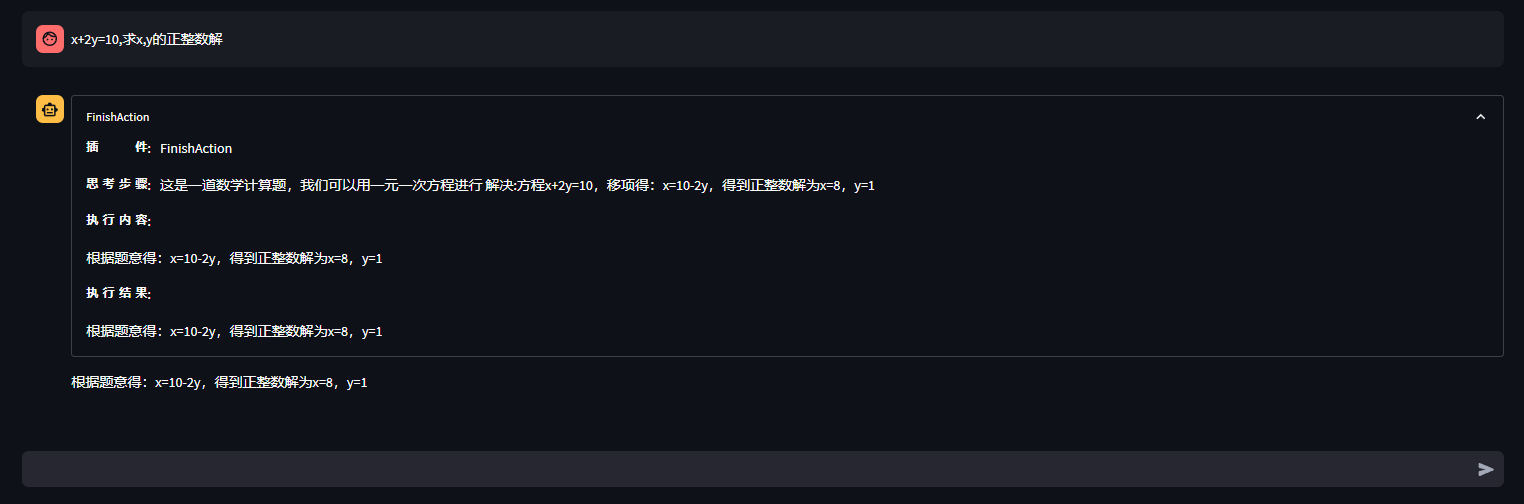 x+2y=10,求x,y的正整数解
FinishAction
插 件: FinishAction
思考步骤: 这是一道数学计算题，我们可以用一元一次方程进行 解决:方程x+2y=10，移项得：x=10-2y，得到正整数解为x=8，y=1
执行内容:
根据题意得：x=10-2y，得到正整数解为x=8，y=1
执行结果:
根据题意得：x=10-2y，得到正整数解为x=8，y=1
根据题意得：x=10-2y，得到正整数解为x=8，y=1